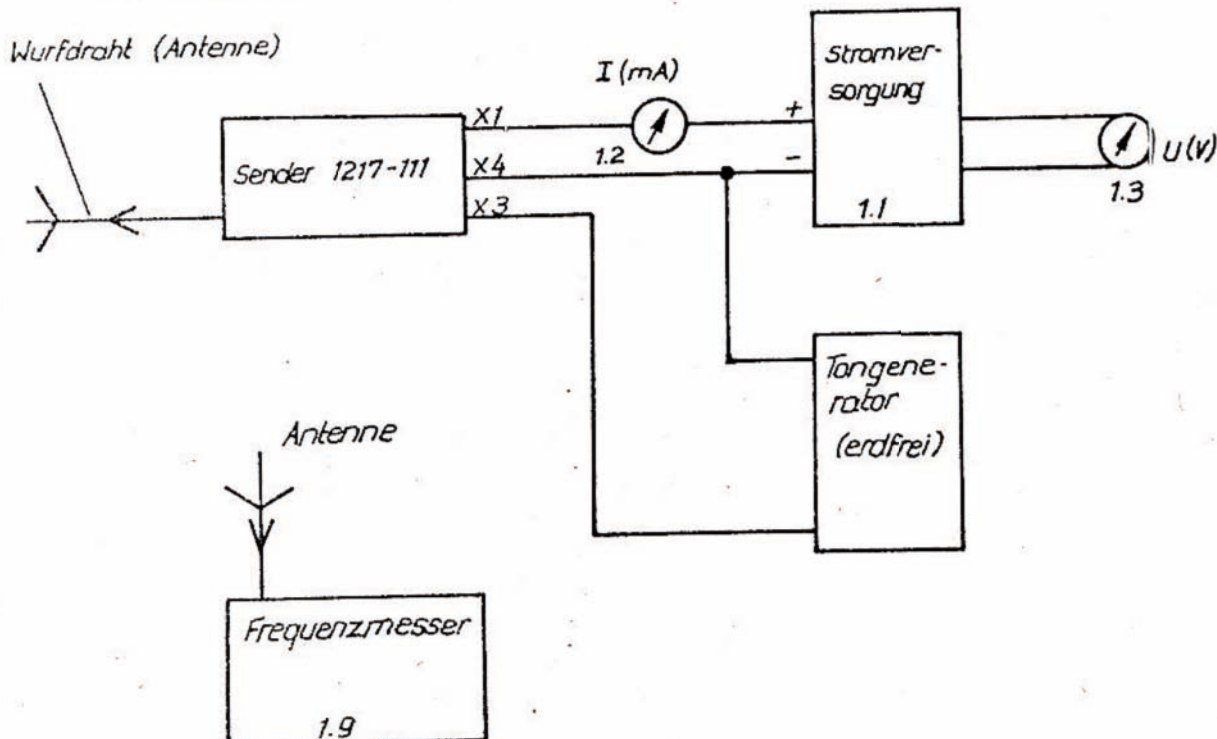 Wurfdraht (Antenne)
Sender 1217-111
X1
X4
X3
I (mA)
1.2
+
-
Stromver-
sorgung
1.1
U (V)
1.3
Tongene-
rator
(erdfrei)
Antenne
Frequenzmesser
1.9